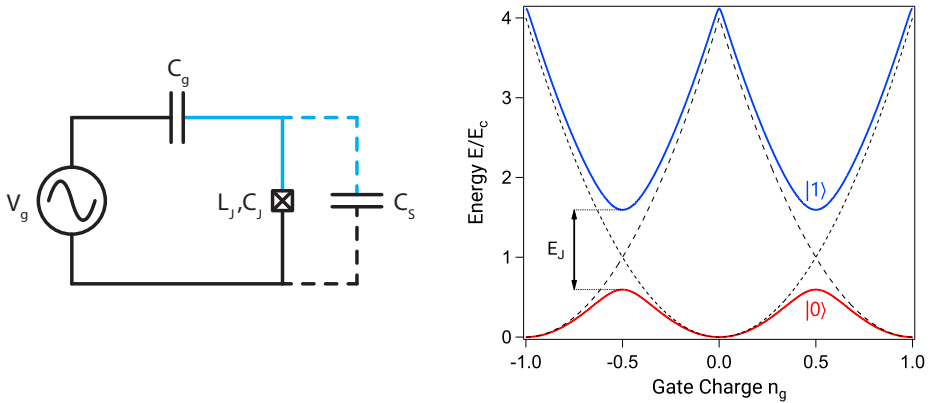 C_g
V_g
L_J,C_J
C_S
Energy E/E_c
4
3
2
1
0
E_J
|1⟩
|0⟩
-1.0
-0.5
0.0
0.5
1.0
Gate Charge n_g